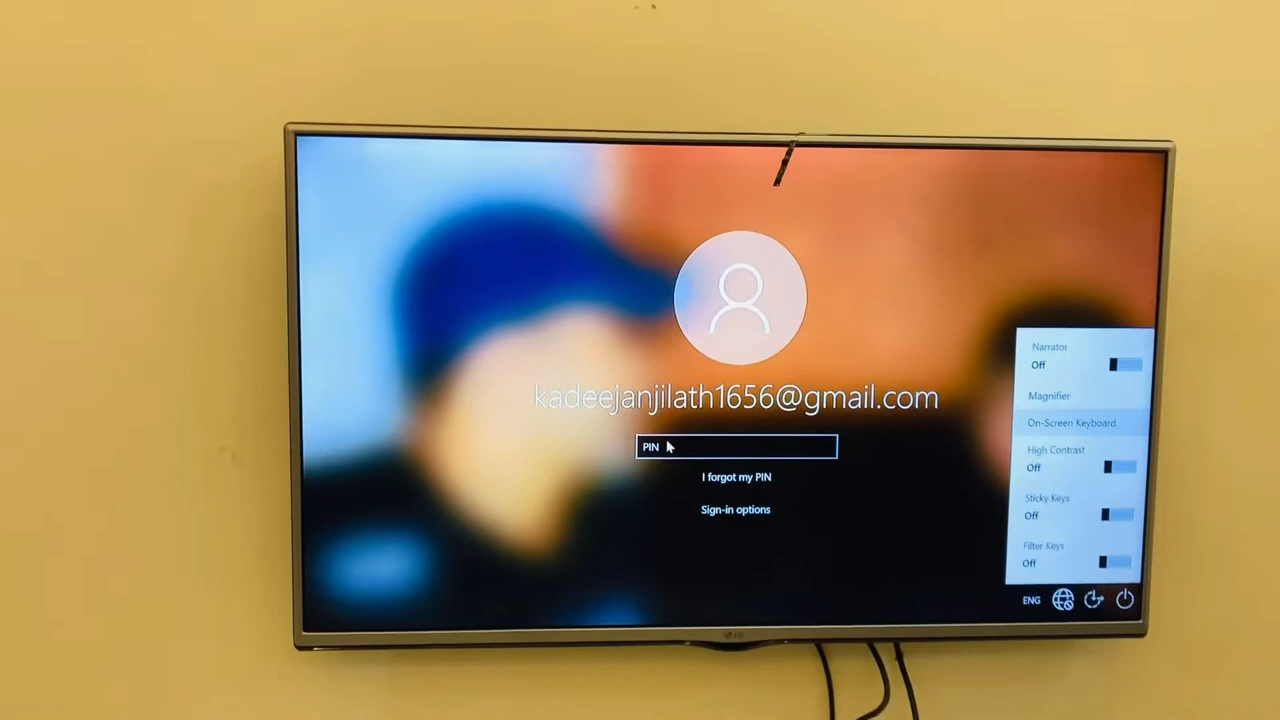 kadeejanjilath1656@gmail.com
PIN
I forgot my PIN
Sign-in options
Narrator
Off
Magnifier
On-Screen Keyboard
High Contrast
Off
Sticky Keys
Off
Filter Keys
Off
ENG
LG